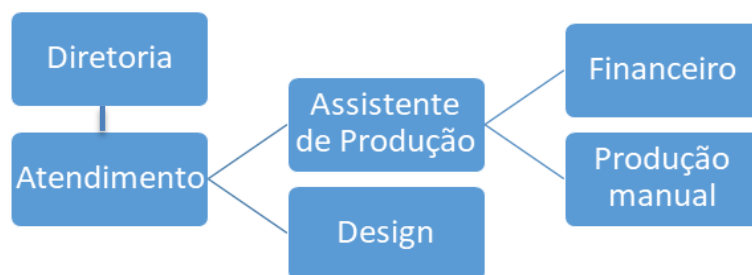 Diretoria
Atendimento
Assistente
de Produção
Design
Financeiro
Produção
manual